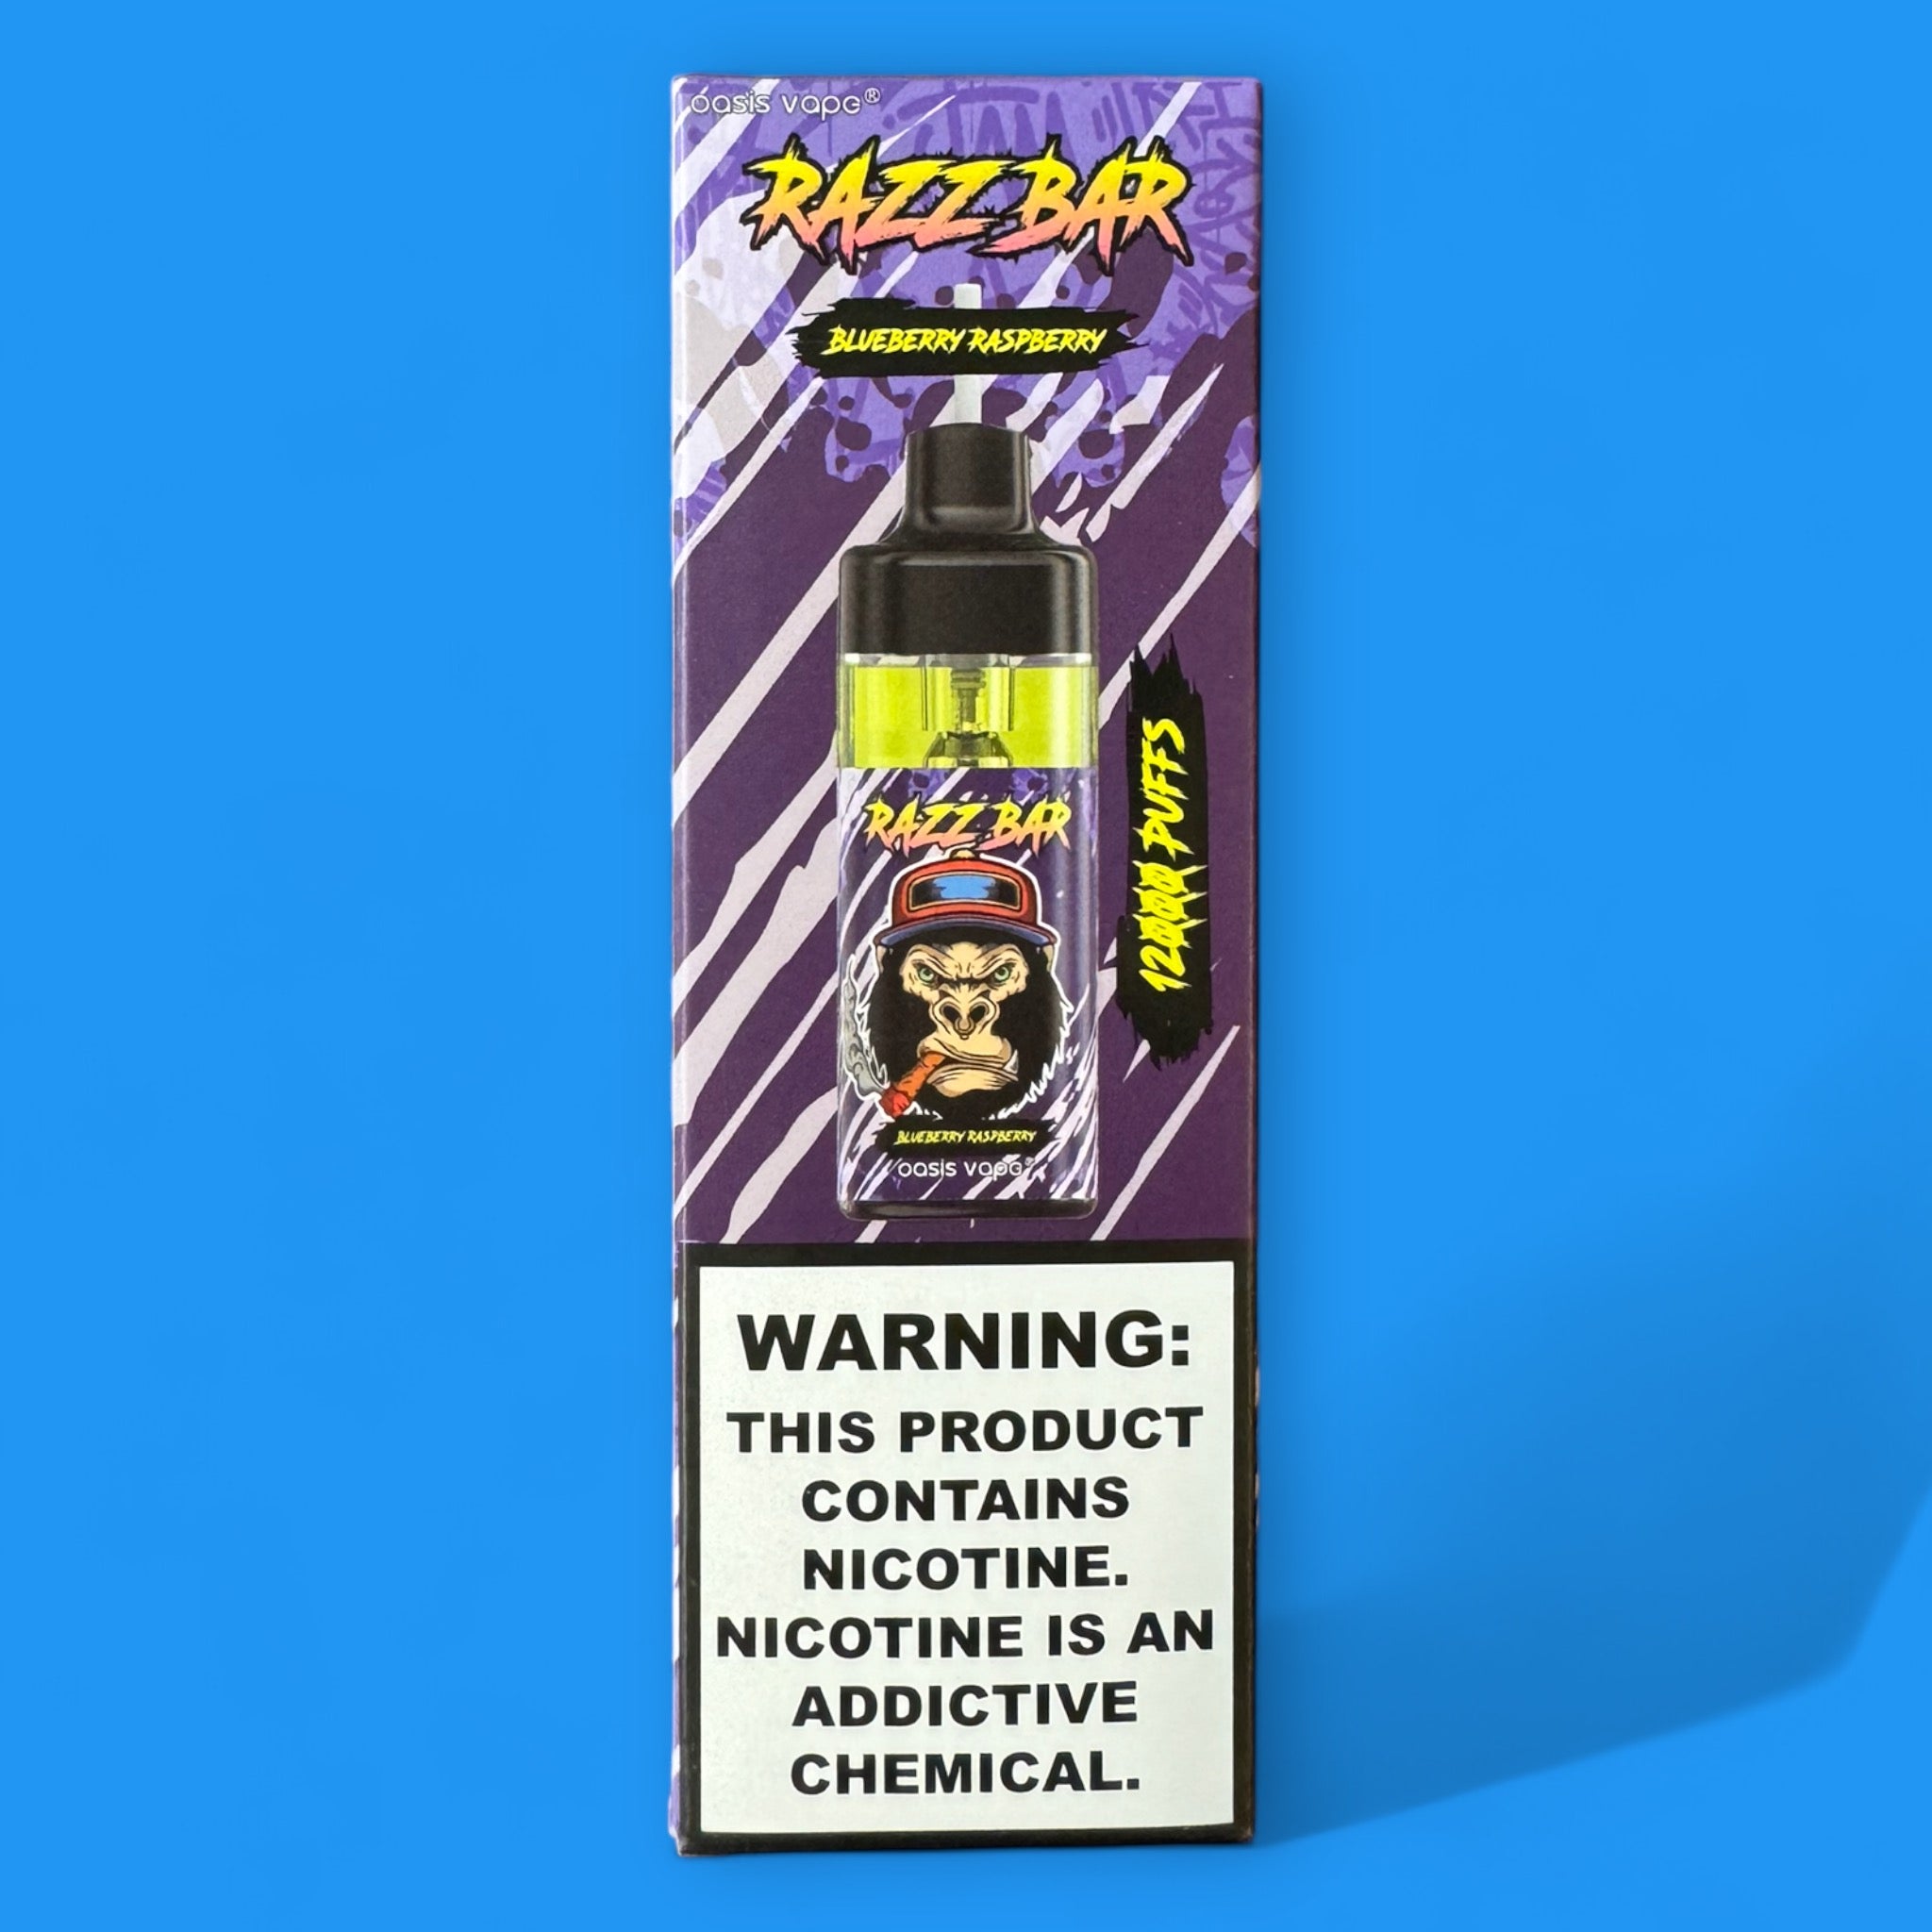 oasis vape®
RAZZ BAR
BLUEBERRY RASPBERRY
12000 PUFFS
RAZZ BAR
BLUEBERRY RASPBERRY
oasis vape®
WARNING:
THIS PRODUCT
CONTAINS
NICOTINE.
NICOTINE IS AN
ADDICTIVE
CHEMICAL.